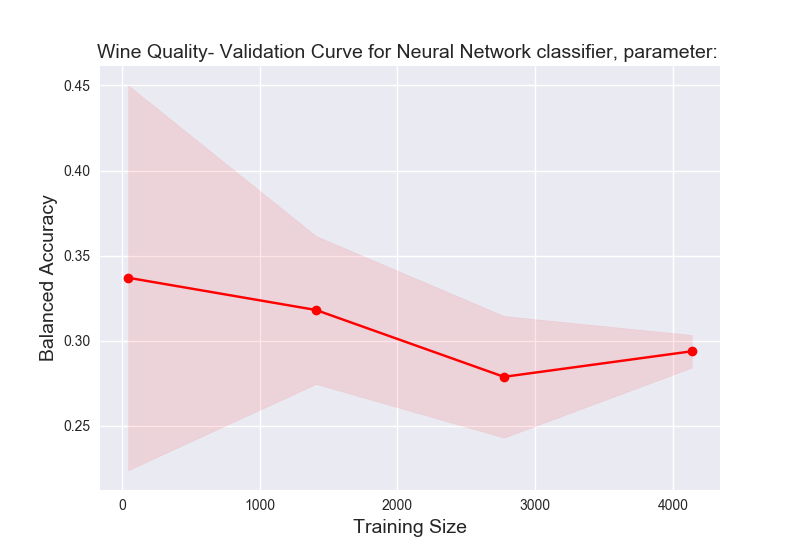 Wine Quality- Validation Curve for Neural Network classifier, parameter:
0.45
0.40
0.35
0.30
0.25
Balanced Accuracy
0 1000 2000 3000 4000
Training Size